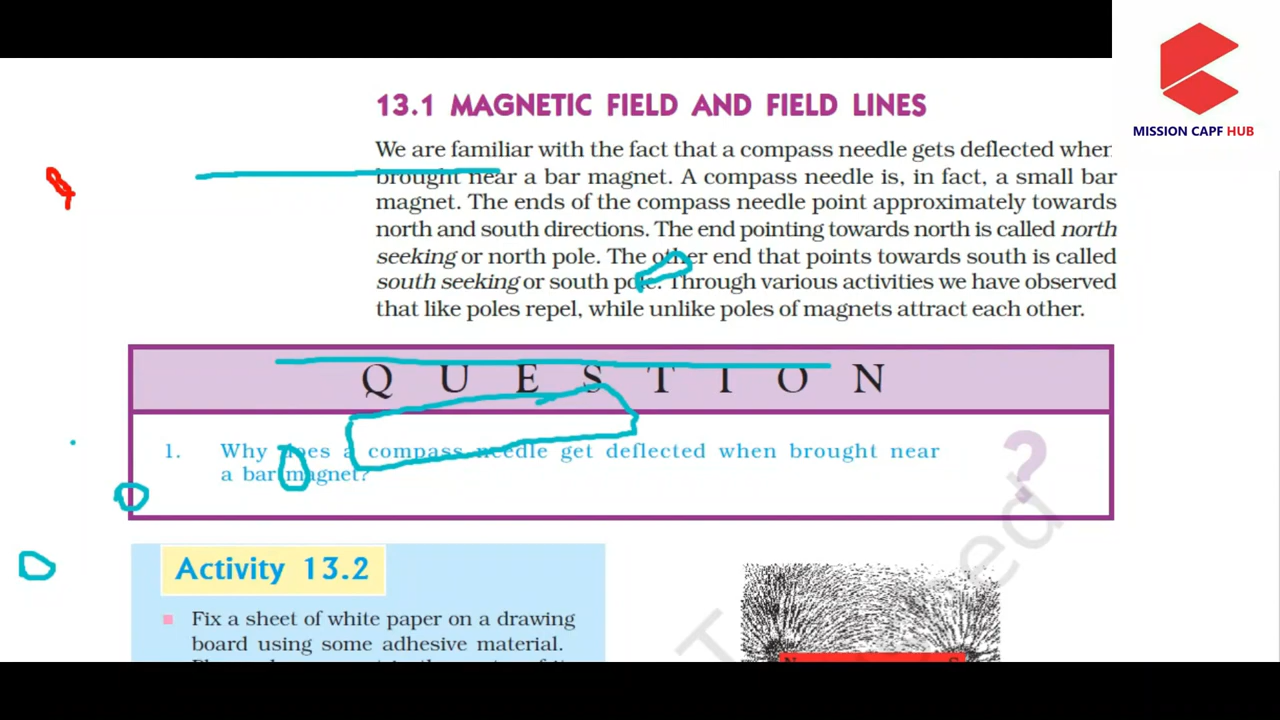 MISSION CAPF HUB
13.1 MAGNETIC FIELD AND FIELD LINES
We are familiar with the fact that a compass needle gets deflected when
brought near a bar magnet. A compass needle is, in fact, a small bar
magnet. The ends of the compass needle point approximately towards
north and south directions. The end pointing towards north is called north
seeking or north pole. The other end that points towards south is called
south seeking or south pole. Through various activities we have observed
that like poles repel, while unlike poles of magnets attract each other.
QUESTION
1. Why does a compass needle get deflected when brought near
a bar magnet?
?
Activity 13.2
Fix a sheet of white paper on a drawing
board using some adhesive material.
N S